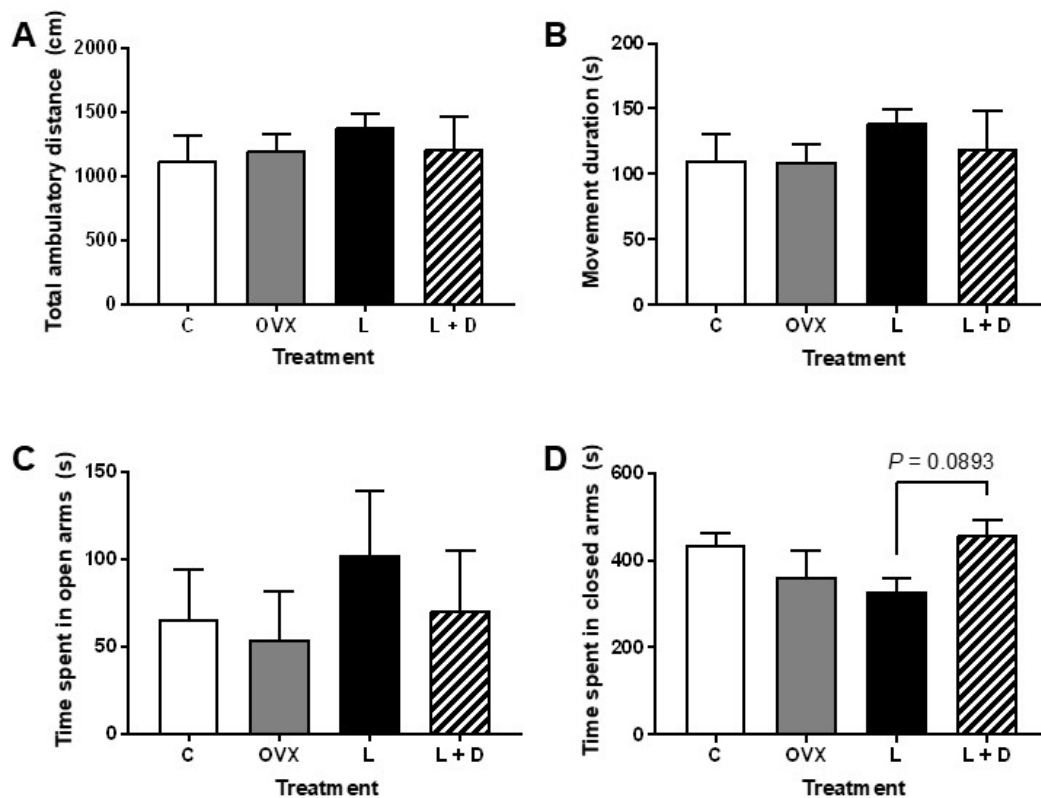 A
Total ambulatory distance (cm)
2000
1500
1000
500
0
C OVX L L + D
Treatment
B
Movement duration (s)
200
150
100
50
0
C OVX L L + D
Treatment
C
Time spent in open arms (s)
150
100
50
0
C OVX L L + D
Treatment
D
Time spent in closed arms (s)
600
400
200
0
P = 0.0893
C OVX L L + D
Treatment